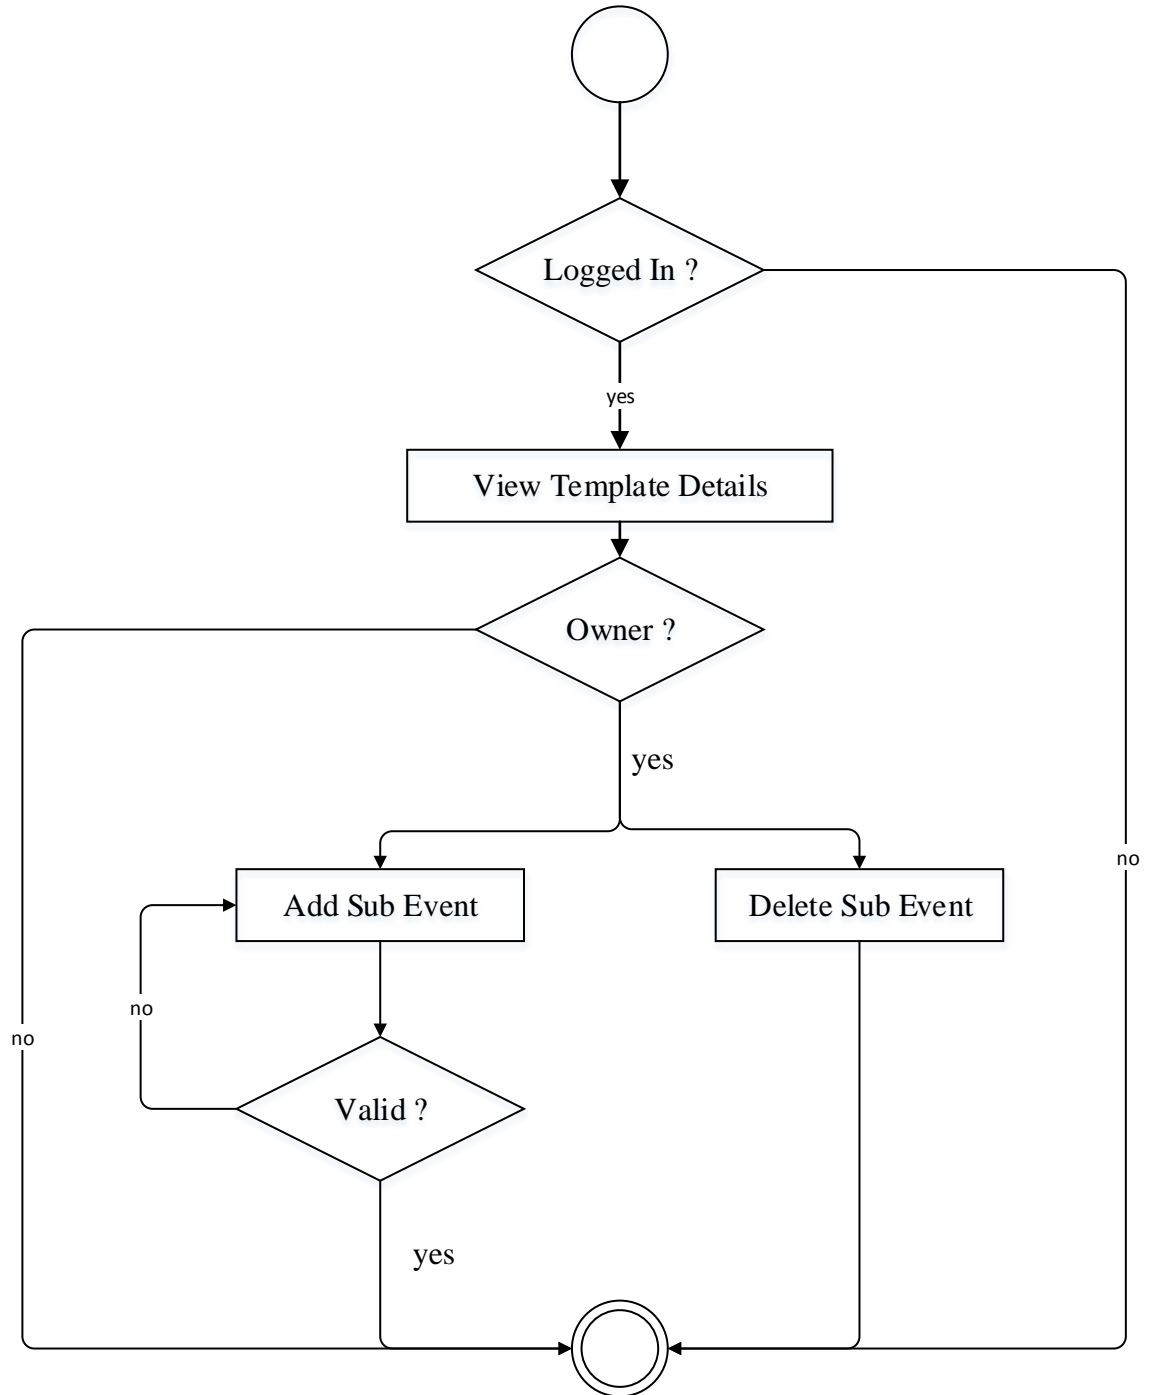 Logged In ?
yes
View Template Details
Owner ?
yes
no
Add Sub Event
Delete Sub Event
no
no
Valid ?
yes